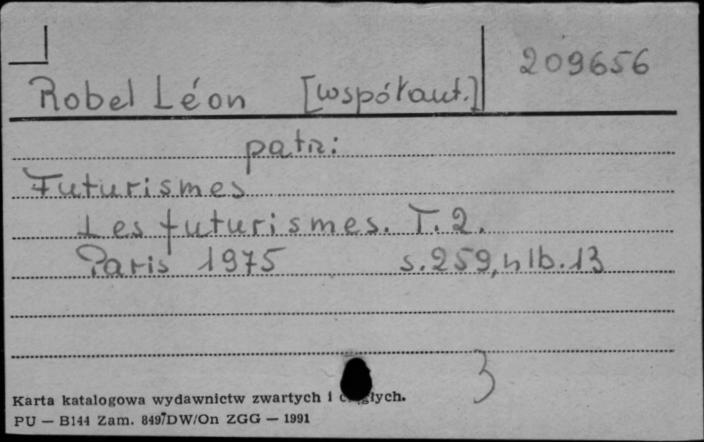 209656
Robel Léon [współaut.]
patrz:
Futurismes
Les futurismes. T. 2.
Paris 1975 s. 259, nlb. 13
3
Karta katalogowa wydawnictw zwartych i ciągłych.
PU — B144 Zam. 8497DW/On ZGG — 1991